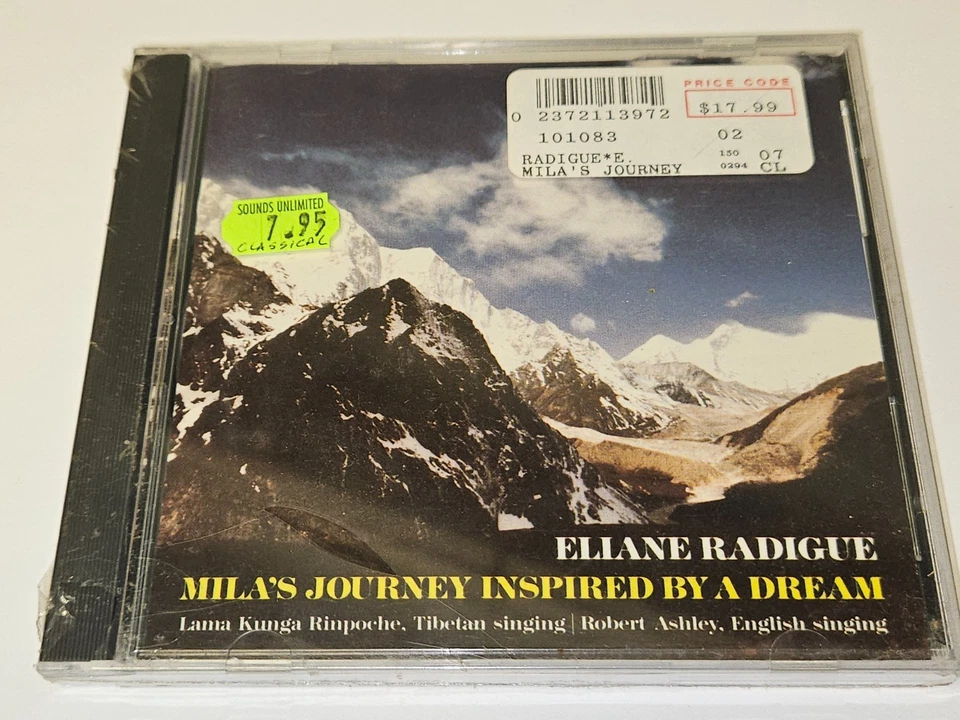 PRICE CODE
$17.99
0 2372113972
101083 02
RADIGUE*E. 150 07
MILA'S JOURNEY 0294 CL
SOUNDS UNLIMITED
7.95
CLASSICAL
ELIANE RADIGUE
MILA'S JOURNEY INSPIRED BY A DREAM
Lama Kunga Rinpoche, Tibetan singing | Robert Ashley, English singing